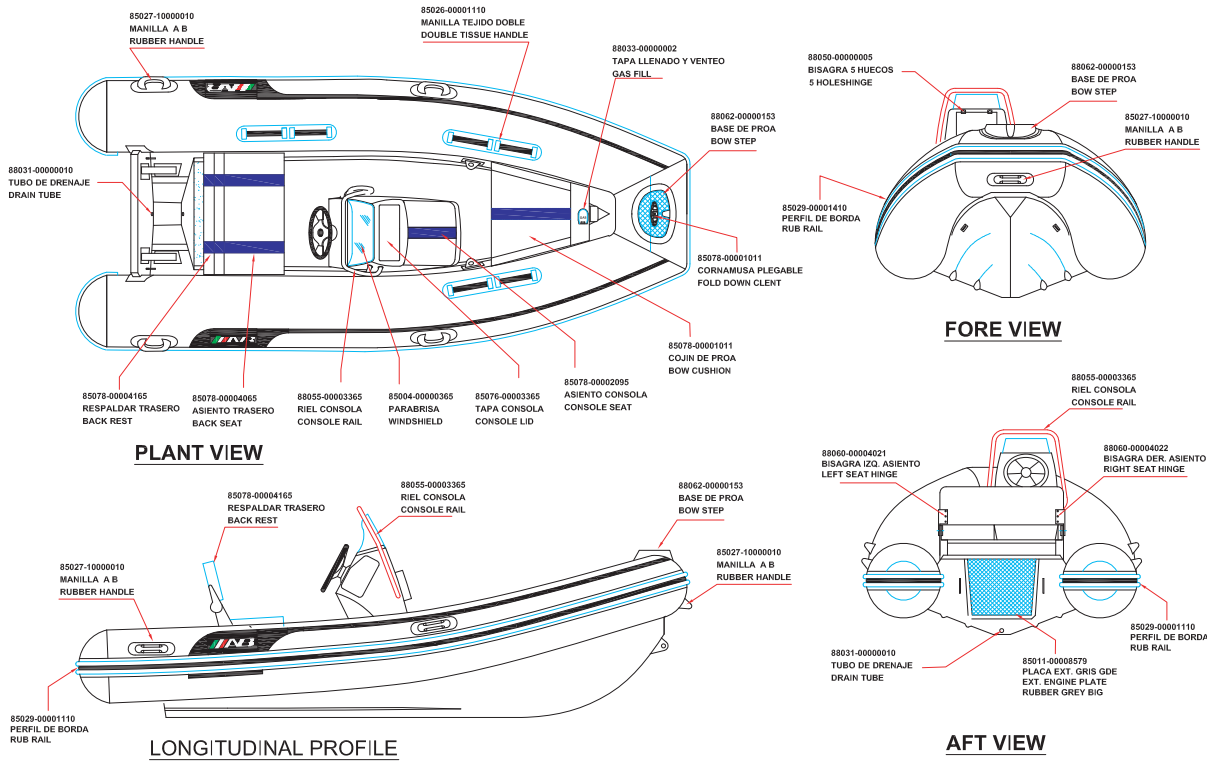 85027-10000010
MANILLA A B
RUBBER HANDLE
85026-00001110
MANILLA TEJIDO DOBLE
DOUBLE TISSUE HANDLE
88033-00000002
TAPA LLENADO Y VENTEO
GAS FILL
88062-00000153
BASE DE PROA
BOW STEP
88031-00000010
TUBO DE DRENAJE
DRAIN TUBE
85078-00001011
CORNAMUSA PLEGABLE
FOLD DOWN CLENT
85078-00001011
COJIN DE PROA
BOW CUSHION
85078-00004165
RESPALDAR TRASERO
BACK REST
85078-00004065
ASIENTO TRASERO
BACK SEAT
88055-00003365
RIEL CONSOLA
CONSOLE RAIL
85004-00000365
PARABRISA
WINDSHIELD
85076-00003365
TAPA CONSOLA
CONSOLE LID
85078-00002095
ASIENTO CONSOLA
CONSOLE SEAT
PLANT VIEW
88050-00000005
BISAGRA 5 HUECOS
5 HOLESHINGE
88062-00000153
BASE DE PROA
BOW STEP
85027-00000010
MANILLA A B
RUBBER HANDLE
85029-00001410
PERFIL DE BORDA
RUB RAIL
FORE VIEW
85078-00004165
RESPALDAR TRASERO
BACK REST
88055-00003365
RIEL CONSOLA
CONSOLE RAIL
88062-00000153
BASE DE PROA
BOW STEP
85027-10000010
MANILLA A B
RUBBER HANDLE
85027-10000010
MANILLA A B
RUBBER HANDLE
AB
85029-00001110
PERFIL DE BORDA
RUB RAIL
LONGITUDINAL PROFILE
88055-00003365
RIEL CONSOLA
CONSOLE RAIL
88060-00004021
BISAGRA IZQ. ASIENTO
LEFT SEAT HINGE
88060-00004022
BISAGRA DER. ASIENTO
RIGHT SEAT HINGE
85029-00001110
PERFIL DE BORDA
RUB RAIL
88031-00000010
TUBO DE DRENAJE
DRAIN TUBE
85011-00008579
PLACA EXT. GRIS GDE
EXT. ENGINE PLATE
RUBBER GREY BIG
AFT VIEW